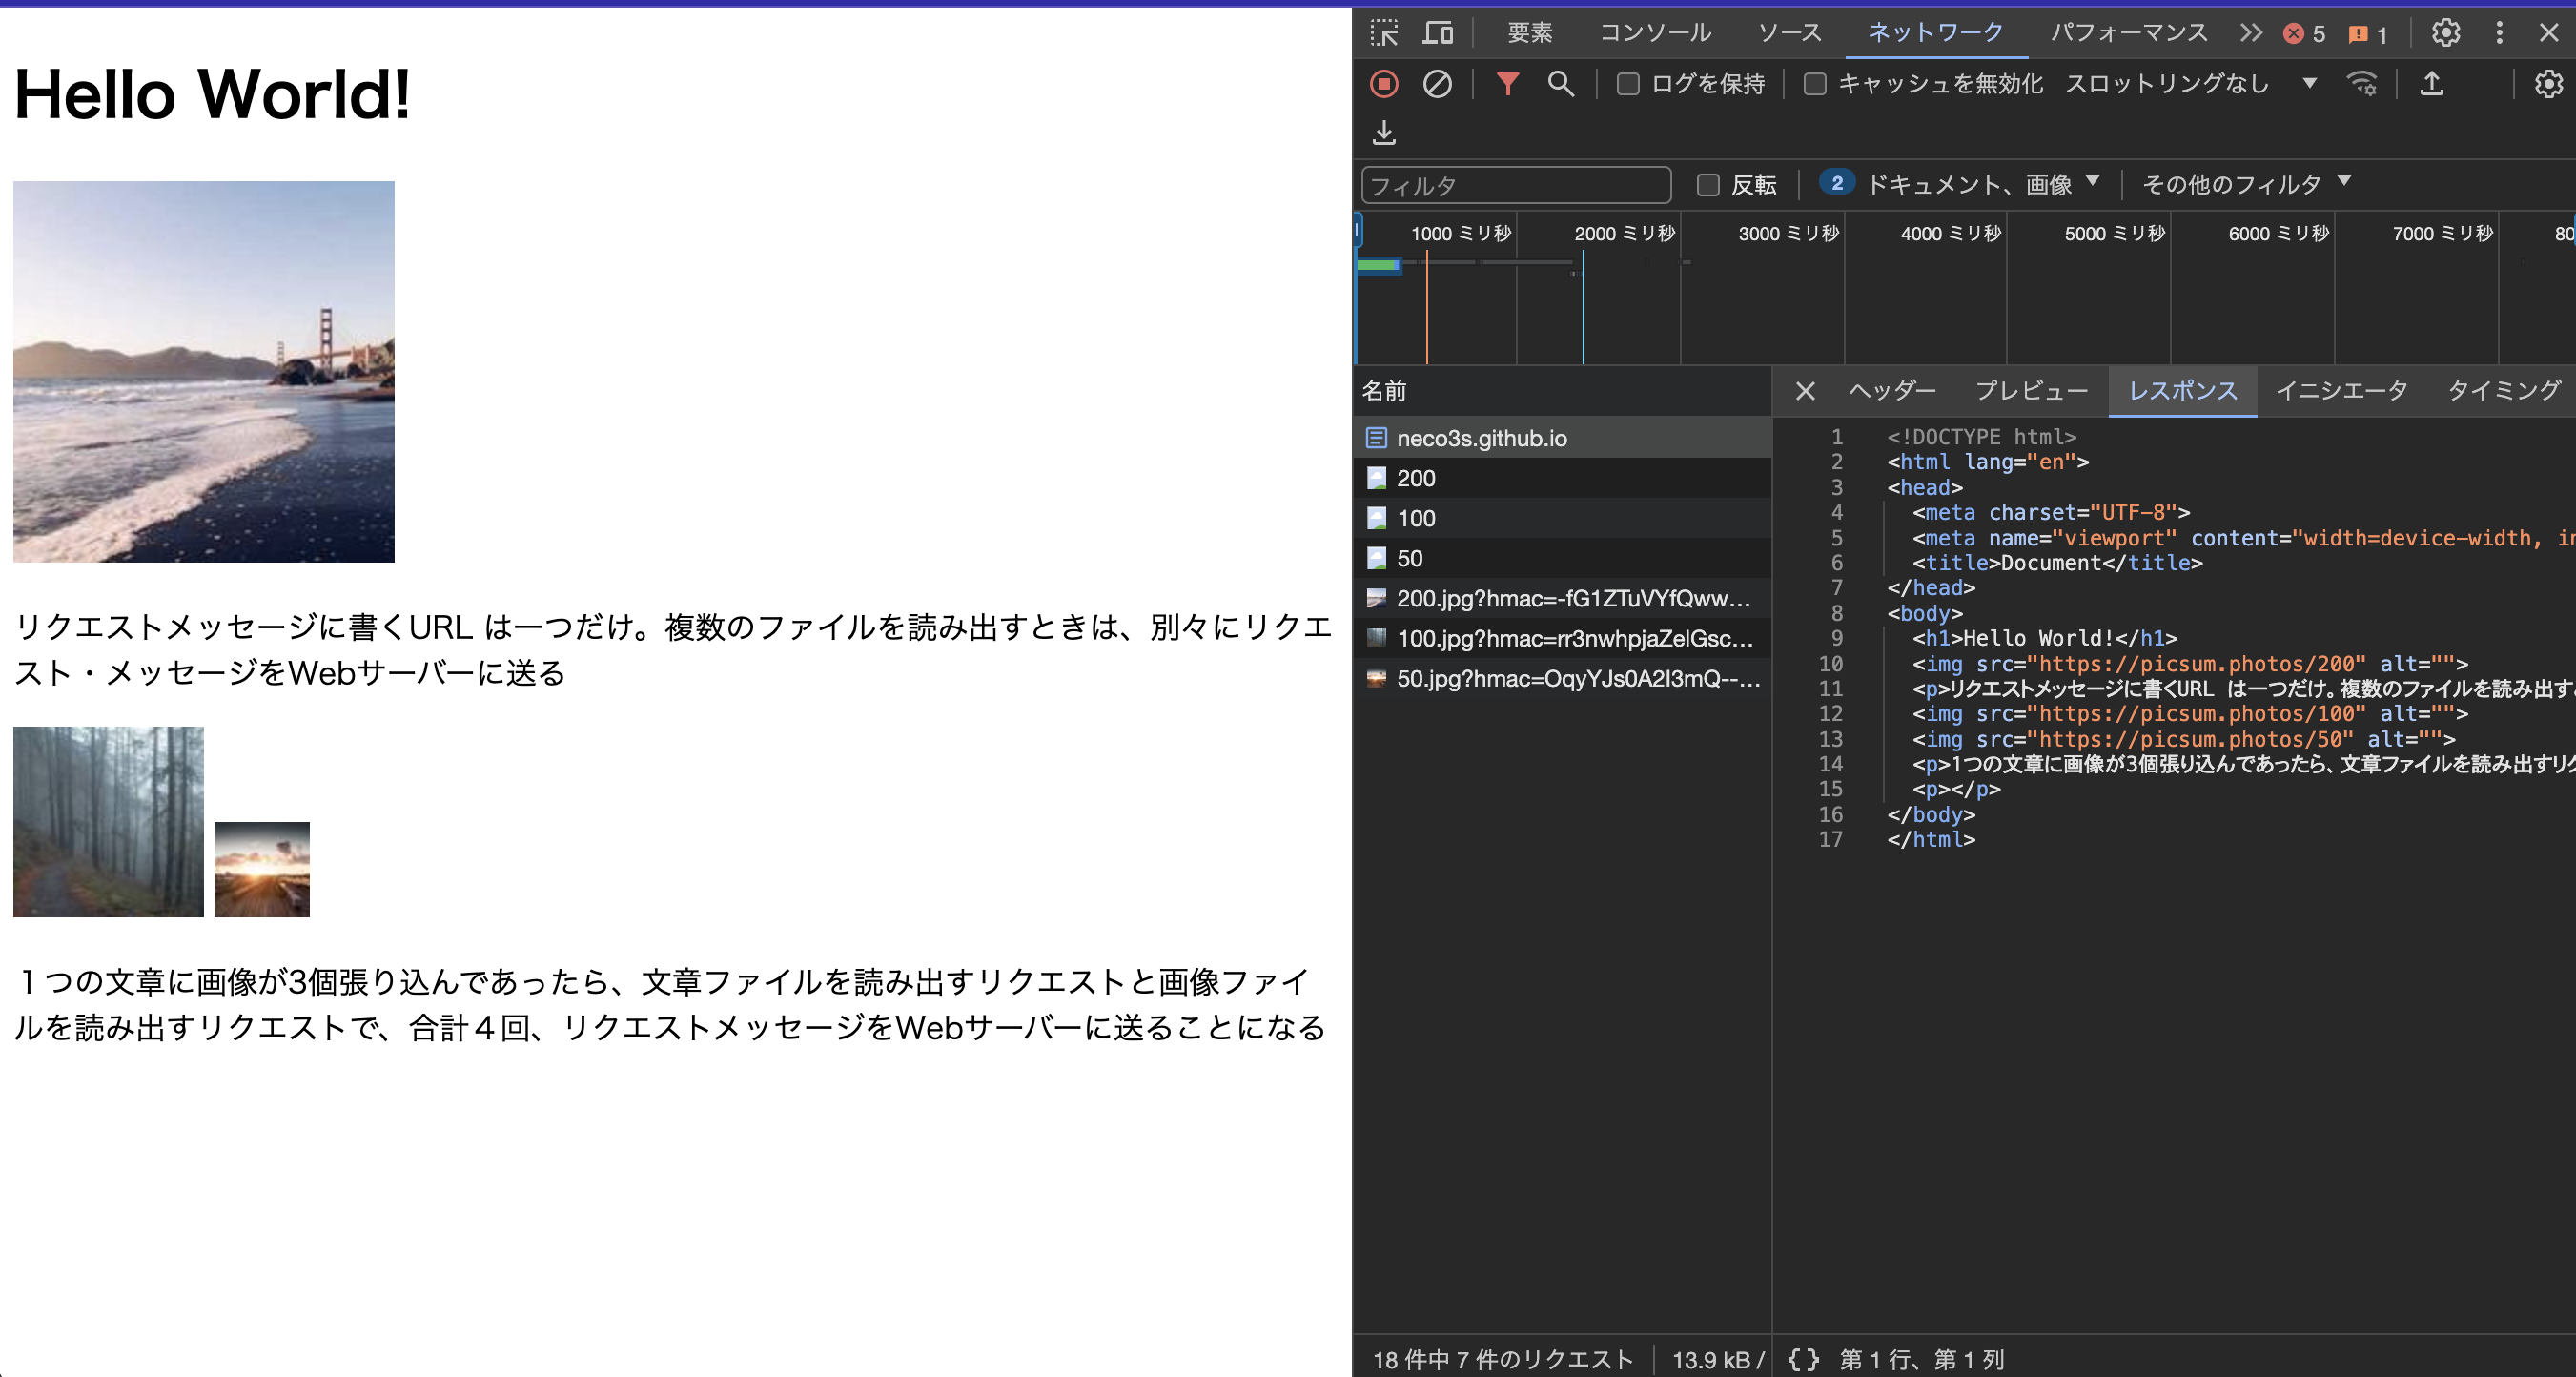 Hello World!
リクエストメッセージに書くURL は一つだけ。複数のファイルを読み出すときは、別々にリクエ
スト・メッセージをWebサーバーに送る
１つの文章に画像が3個張り込んであったら、文章ファイルを読み出すリクエストと画像ファイ
ルを読み出すリクエストで、合計４回、リクエストメッセージをWebサーバーに送ることになる
要素 コンソール ソース ネットワーク パフォーマンス 5 1
ログを保持 キャッシュを無効化 スロットリングなし
フィルタ 反転 2 ドキュメント、画像 その他のフィルタ
1000 ミリ秒 2000 ミリ秒 3000 ミリ秒 4000 ミリ秒 5000 ミリ秒 6000 ミリ秒 7000 ミリ秒 80
名前
neco3s.github.io
200
100
50
200.jpg?hmac=-fG1ZTuVYfQww...
100.jpg?hmac=rr3nwhpjaZelGsc...
50.jpg?hmac=OqyYJs0A2I3mQ--...
ヘッダー プレビュー レスポンス イニシエータ タイミング
1 <!DOCTYPE html>
2 <html lang="en">
3 <head>
4 <meta charset="UTF-8">
5 <meta name="viewport" content="width=device-width, in
6 <title>Document</title>
7 </head>
8 <body>
9 <h1>Hello World!</h1>
10 <img src="https://picsum.photos/200" alt="">
11 <p>リクエストメッセージに書くURL は一つだけ。複数のファイルを読み出す
12 <img src="https://picsum.photos/100" alt="">
13 <img src="https://picsum.photos/50" alt="">
14 <p>1つの文章に画像が3個張り込んであったら、文章ファイルを読み出すリク
15 <p></p>
16 </body>
17 </html>
18 件中 7 件のリクエスト 13.9 kB / {} 第 1 行、第 1 列